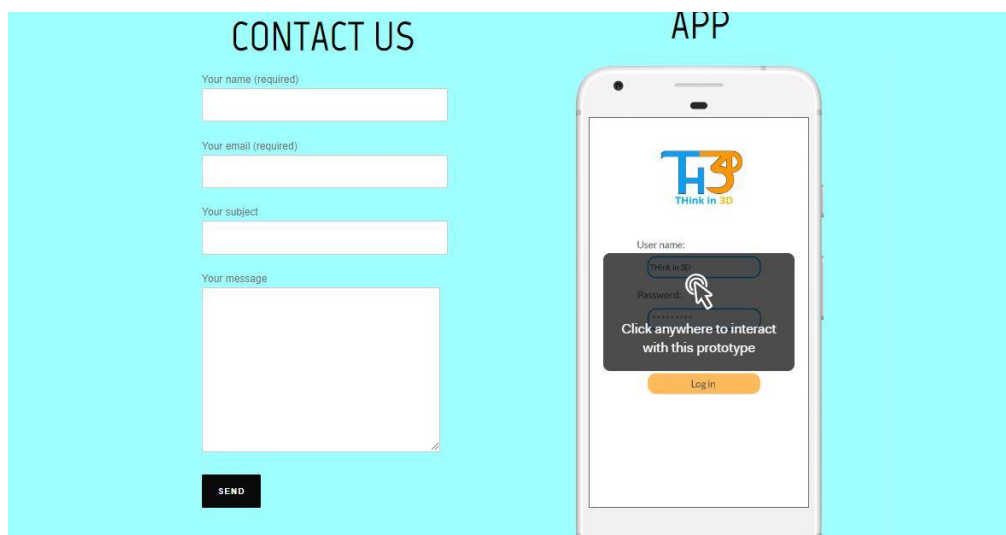 CONTACT US
Your name (required)
Your email (required)
Your subject
Your message
SEND
APP
TH3D
THink in 3D
User name:
THink in 3D
Password:
Click anywhere to interact
with this prototype
Log in